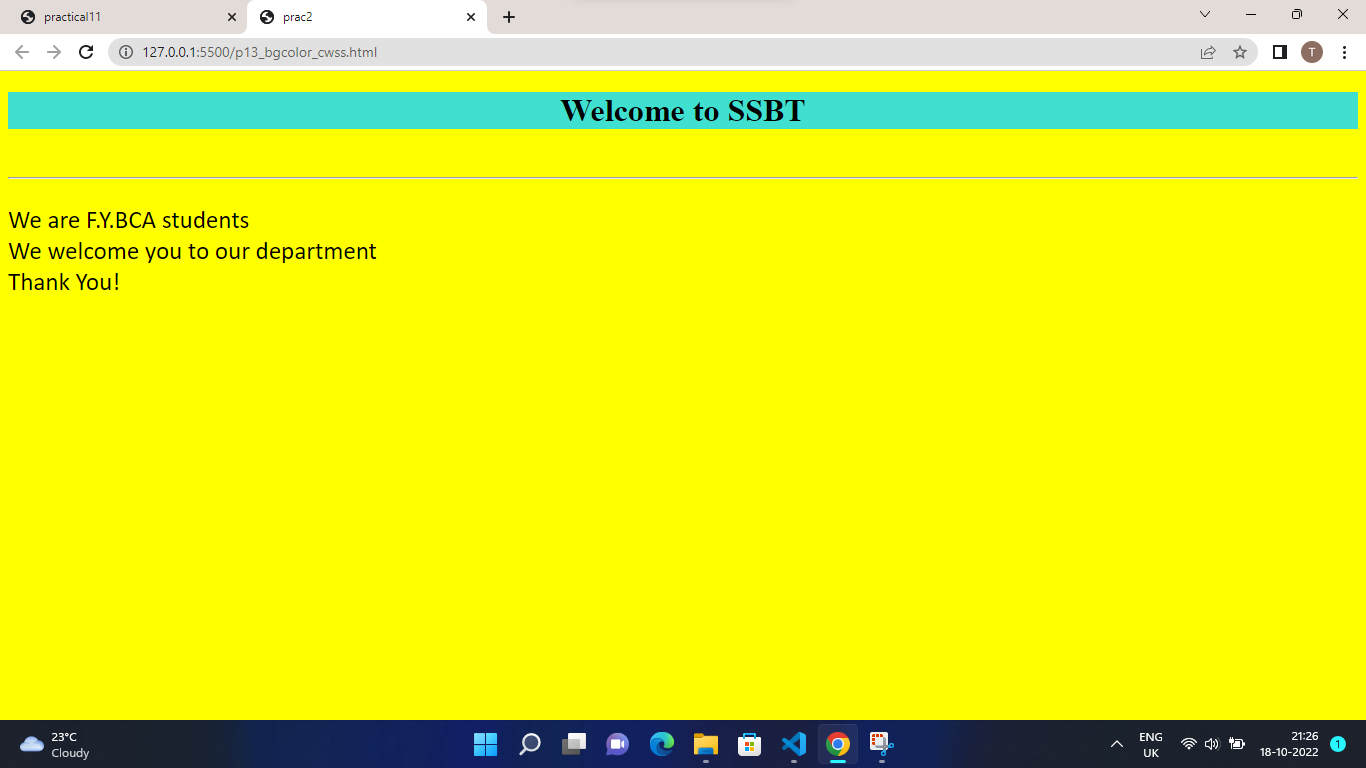 practical11
prac2
127.0.0.1:5500/p13_bgcolor_cwss.html
T
Welcome to SSBT
We are F.Y.BCA students
We welcome you to our department
Thank You!
23°C
Cloudy
ENG
UK
21:26
18-10-2022
1